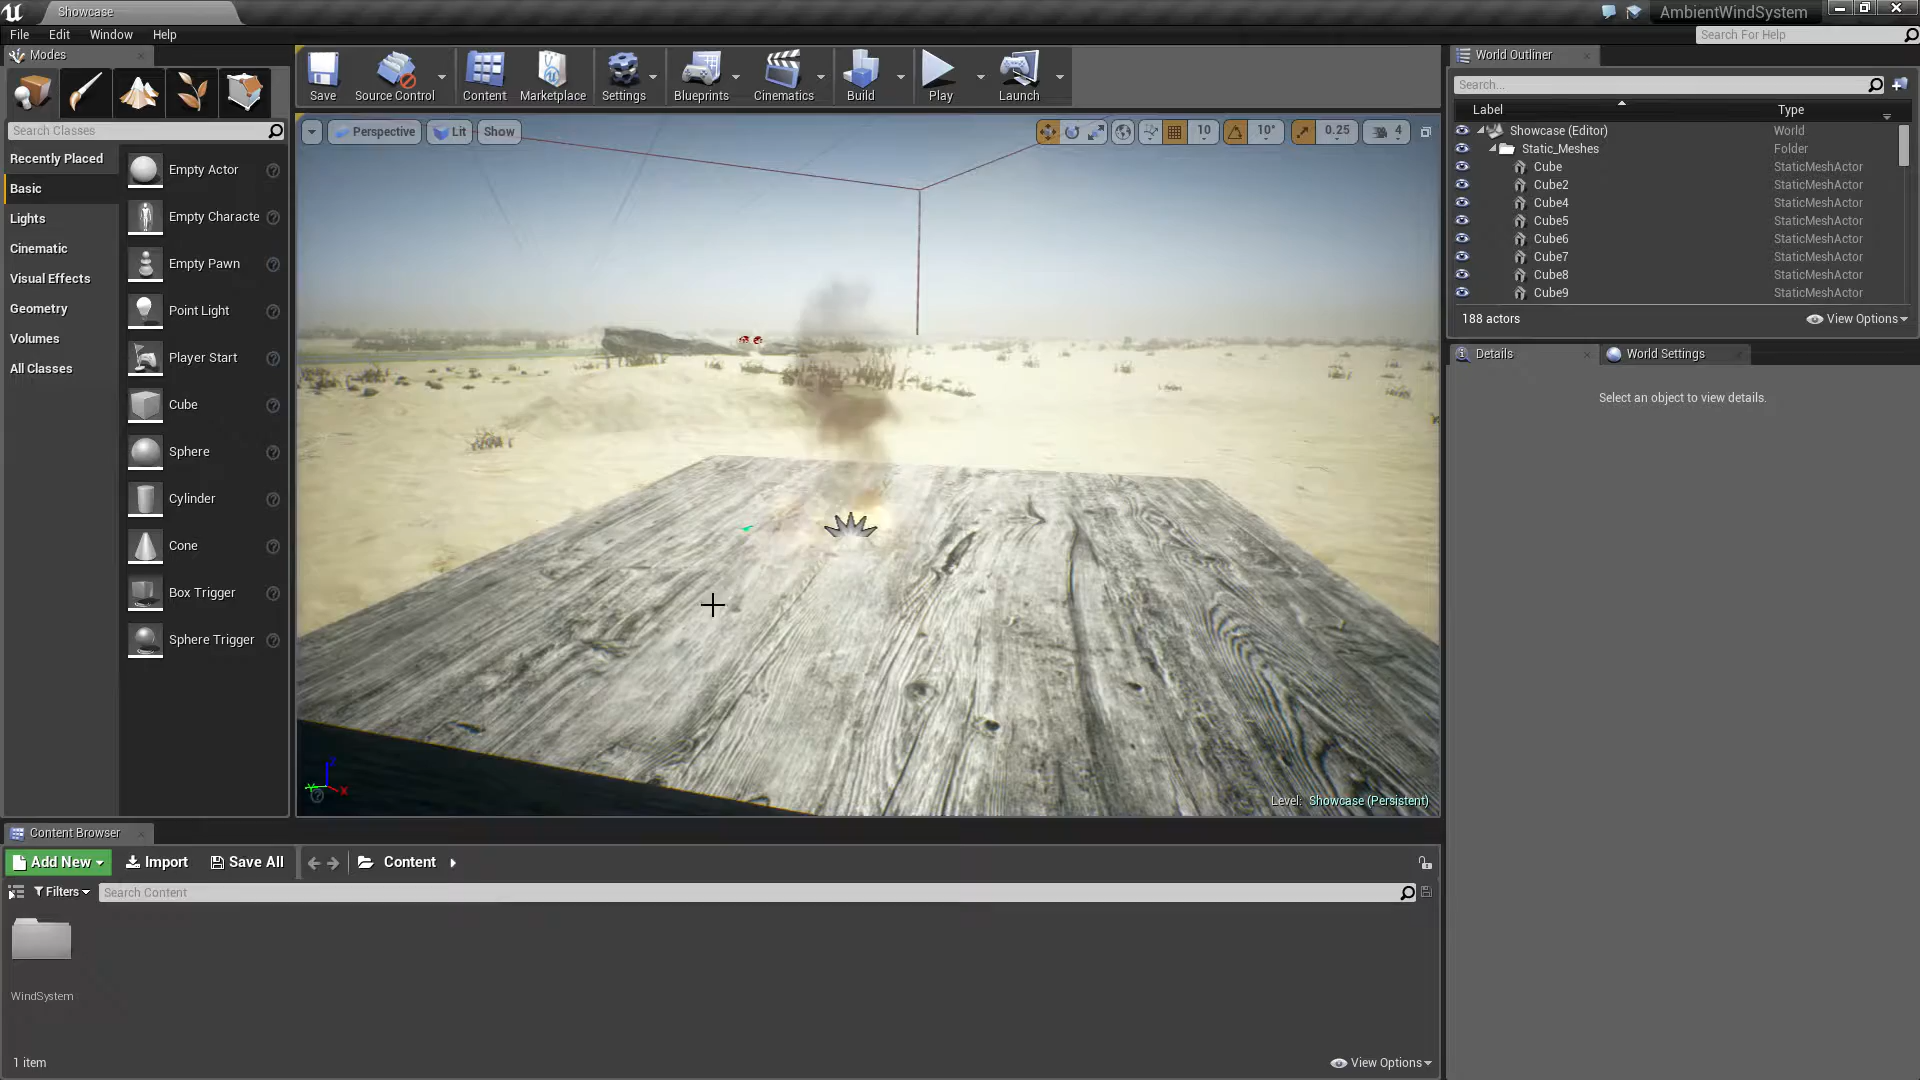 Showcase
AmbientWindSystem
File Edit Window Help
Search For Help
Modes
Search Classes
Recently Placed
Basic
Lights
Cinematic
Visual Effects
Geometry
Volumes
All Classes
Empty Actor
Empty Characte
Empty Pawn
Point Light
Player Start
Cube
Sphere
Cylinder
Cone
Box Trigger
Sphere Trigger
Save Source Control Content Marketplace Settings Blueprints Cinematics Build Play Launch
Perspective Lit Show
10 10° 0.25 4
Level: Showcase (Persistent)
X
World Outliner
Search...
Label Type
Showcase (Editor) World
Static_Meshes Folder
Cube StaticMeshActor
Cube2 StaticMeshActor
Cube4 StaticMeshActor
Cube5 StaticMeshActor
Cube6 StaticMeshActor
Cube7 StaticMeshActor
Cube8 StaticMeshActor
Cube9 StaticMeshActor
188 actors View Options
Details World Settings
Select an object to view details.
Content Browser
Add New Import Save All Content
Filters Search Content
WindSystem
1 item View Options